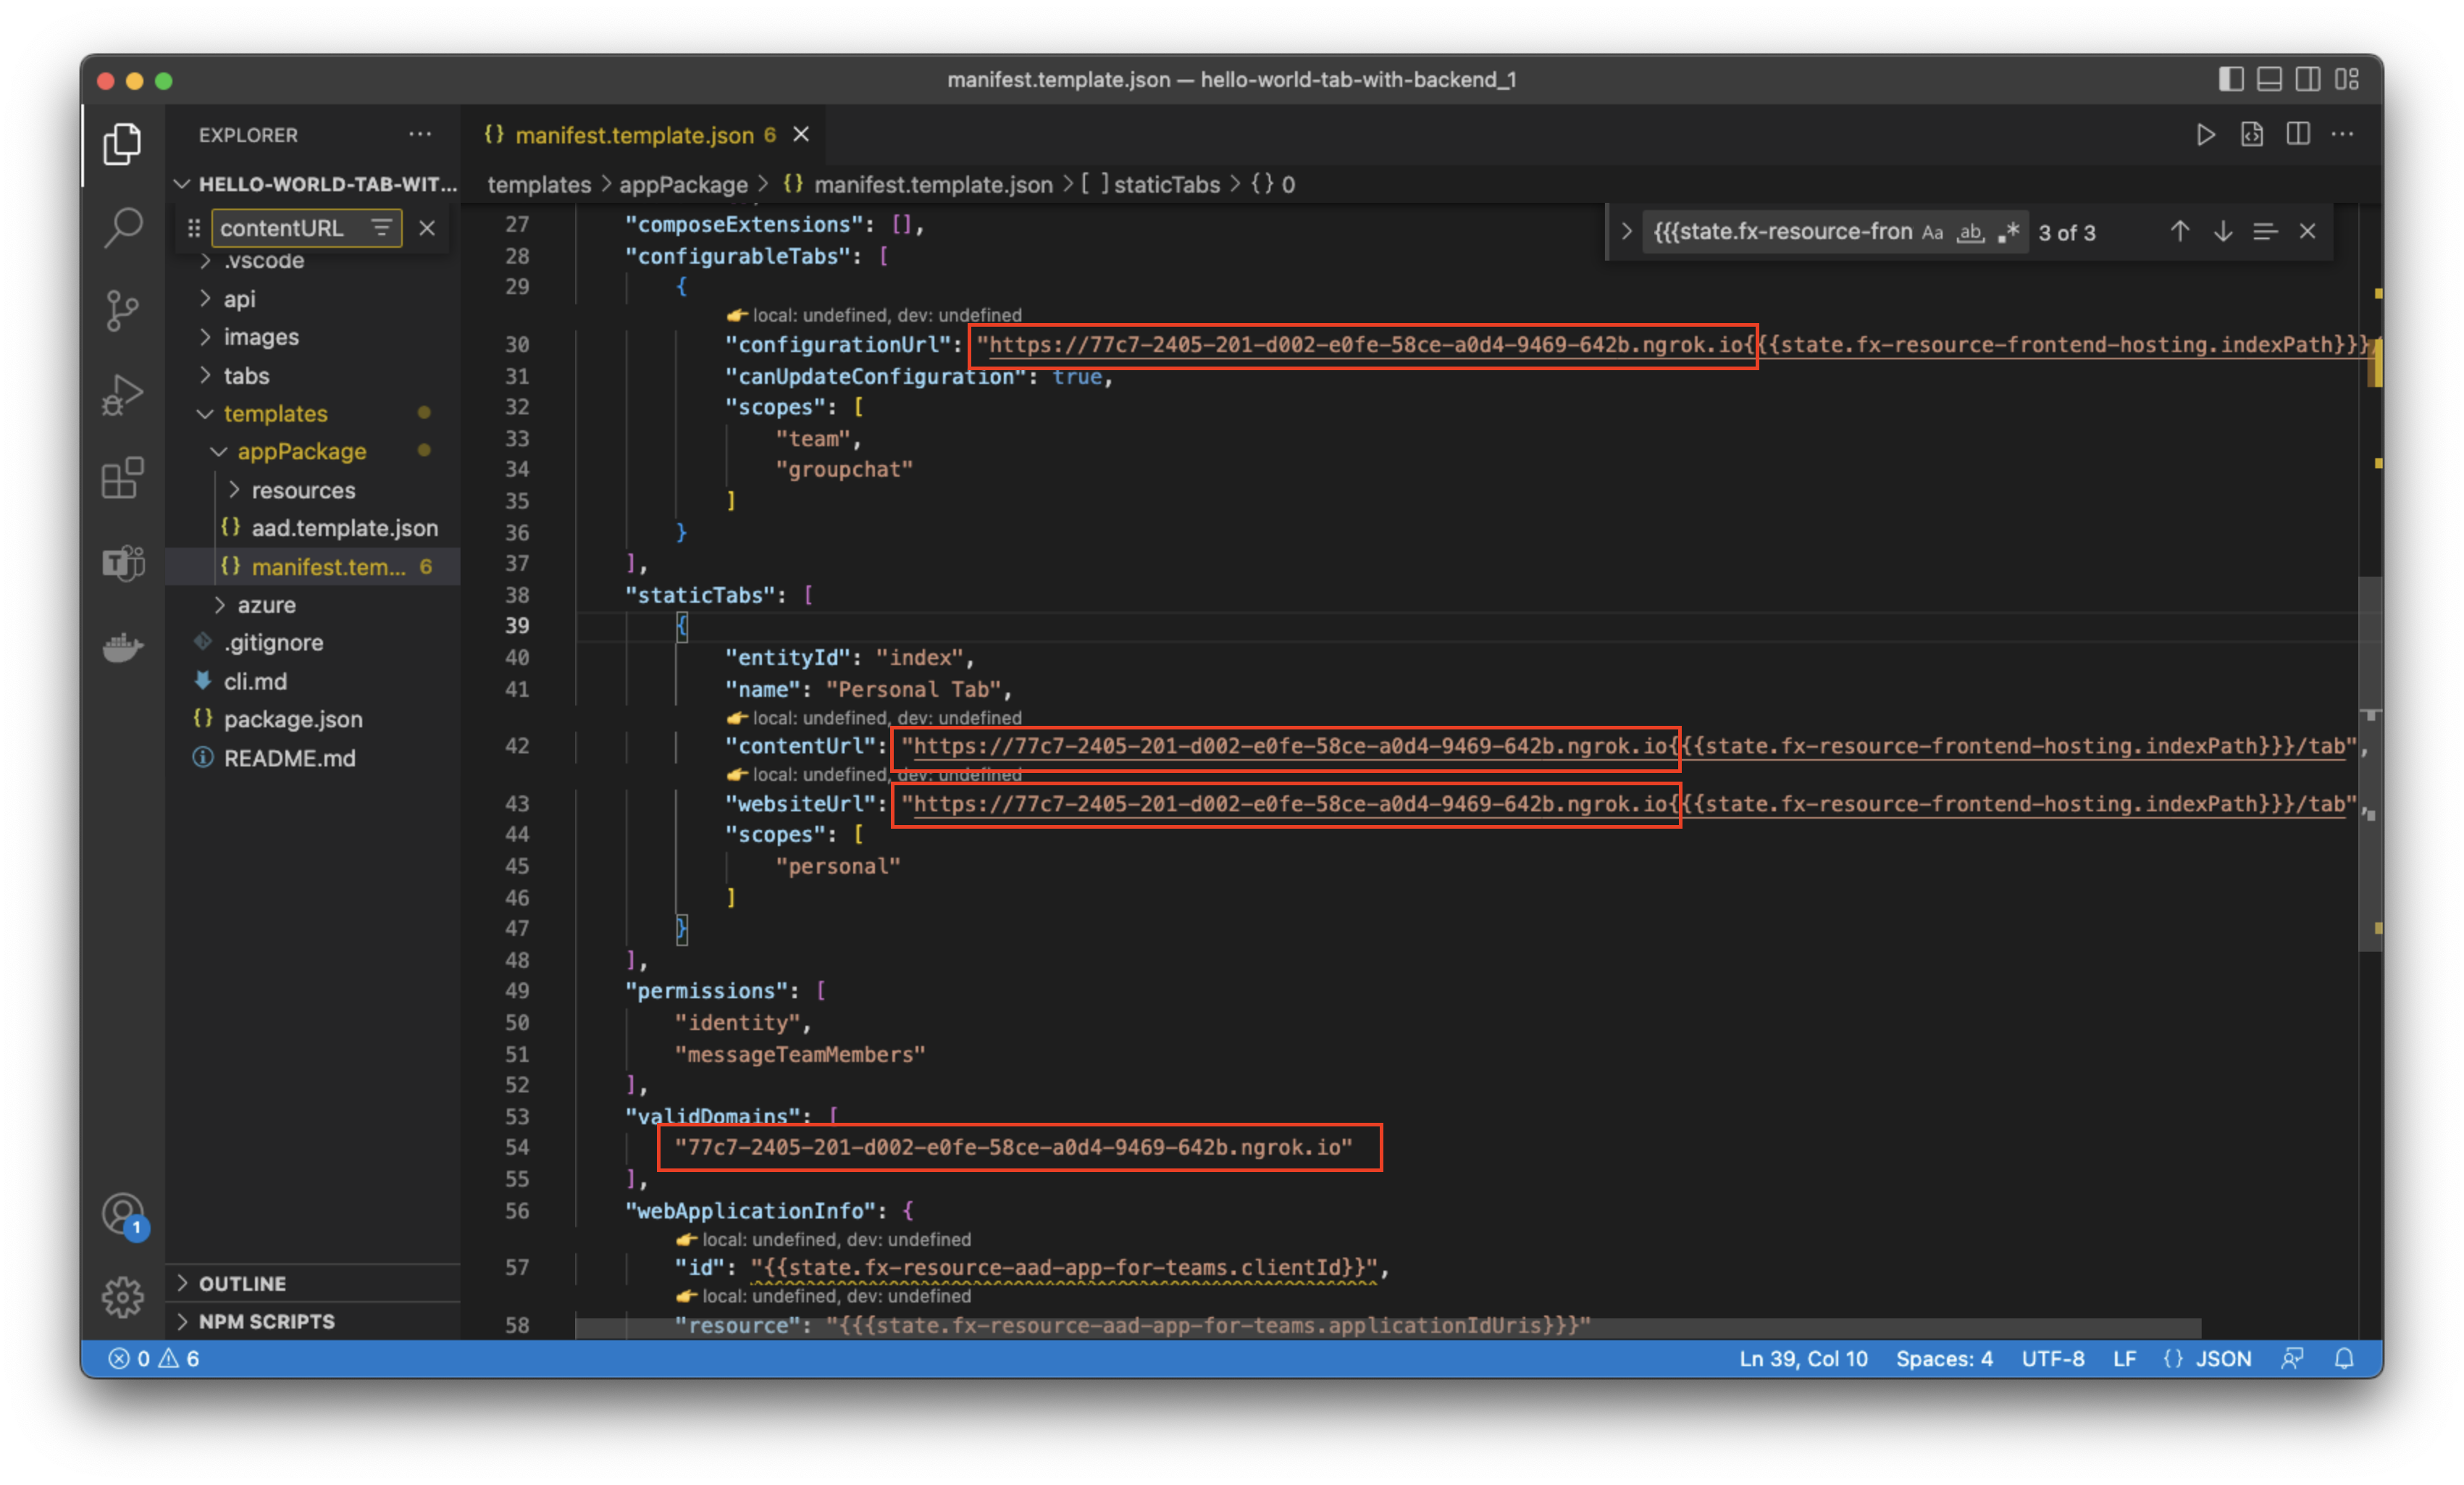 manifest.template.json — hello-world-tab-with-backend_1
EXPLORER
HELLO-WORLD-TAB-WIT...
contentURL
.vscode
api
images
tabs
templates
appPackage
resources
{} aad.template.json
{} manifest.tem... 6
azure
.gitignore
cli.md
{} package.json
README.md
OUTLINE
NPM SCRIPTS
1
{} manifest.template.json 6
templates > appPackage > {} manifest.template.json > [ ] staticTabs > {} 0
{{{state.fx-resource-fron Aa ab 3 of 3
27 "composeExtensions": [],
28 "configurableTabs": [
29 {
👉 local: undefined, dev: undefined
30 "configurationUrl": "https://77c7-2405-201-d002-e0fe-58ce-a0d4-9469-642b.ngrok.io{{{state.fx-resource-frontend-hosting.indexPath}}}/
31 "canUpdateConfiguration": true,
32 "scopes": [
33 "team",
34 "groupchat"
35 ]
36 }
37 ],
38 "staticTabs": [
39 {
40 "entityId": "index",
41 "name": "Personal Tab",
👉 local: undefined, dev: undefined
42 "contentUrl": "https://77c7-2405-201-d002-e0fe-58ce-a0d4-9469-642b.ngrok.io{{{state.fx-resource-frontend-hosting.indexPath}}}/tab",
👉 local: undefined, dev: undefined
43 "websiteUrl": "https://77c7-2405-201-d002-e0fe-58ce-a0d4-9469-642b.ngrok.io{{{state.fx-resource-frontend-hosting.indexPath}}}/tab",
44 "scopes": [
45 "personal"
46 ]
47 }
48 ],
49 "permissions": [
50 "identity",
51 "messageTeamMembers"
52 ],
53 "validDomains": [
54 "77c7-2405-201-d002-e0fe-58ce-a0d4-9469-642b.ngrok.io"
55 ],
56 "webApplicationInfo": {
👉 local: undefined, dev: undefined
57 "id": "{{state.fx-resource-aad-app-for-teams.clientId}}",
👉 local: undefined, dev: undefined
58 "resource": "{{{state.fx-resource-aad-app-for-teams.applicationIdUris}}}"
0 6 Ln 39, Col 10 Spaces: 4 UTF-8 LF {} JSON